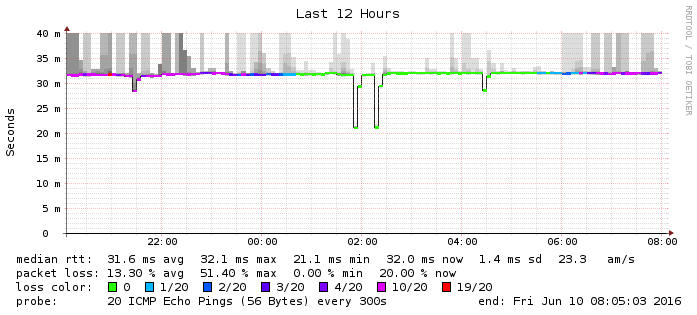 Last 12 Hours
RRDTOOL / TOBI OETIKER
Seconds
40 m
35 m
30 m
25 m
20 m
15 m
10 m
5 m
0
22:00 00:00 02:00 04:00 06:00 08:00
median rtt: 31.6 ms avg 32.1 ms max 21.1 ms min 32.0 ms now 1.4 ms sd 23.3 am/s
packet loss: 13.30 % avg 51.40 % max 0.00 % min 20.00 % now
loss color: 0 1/20 2/20 3/20 4/20 10/20 19/20
probe: 20 ICMP Echo Pings (56 Bytes) every 300s end: Fri Jun 10 08:05:03 2016